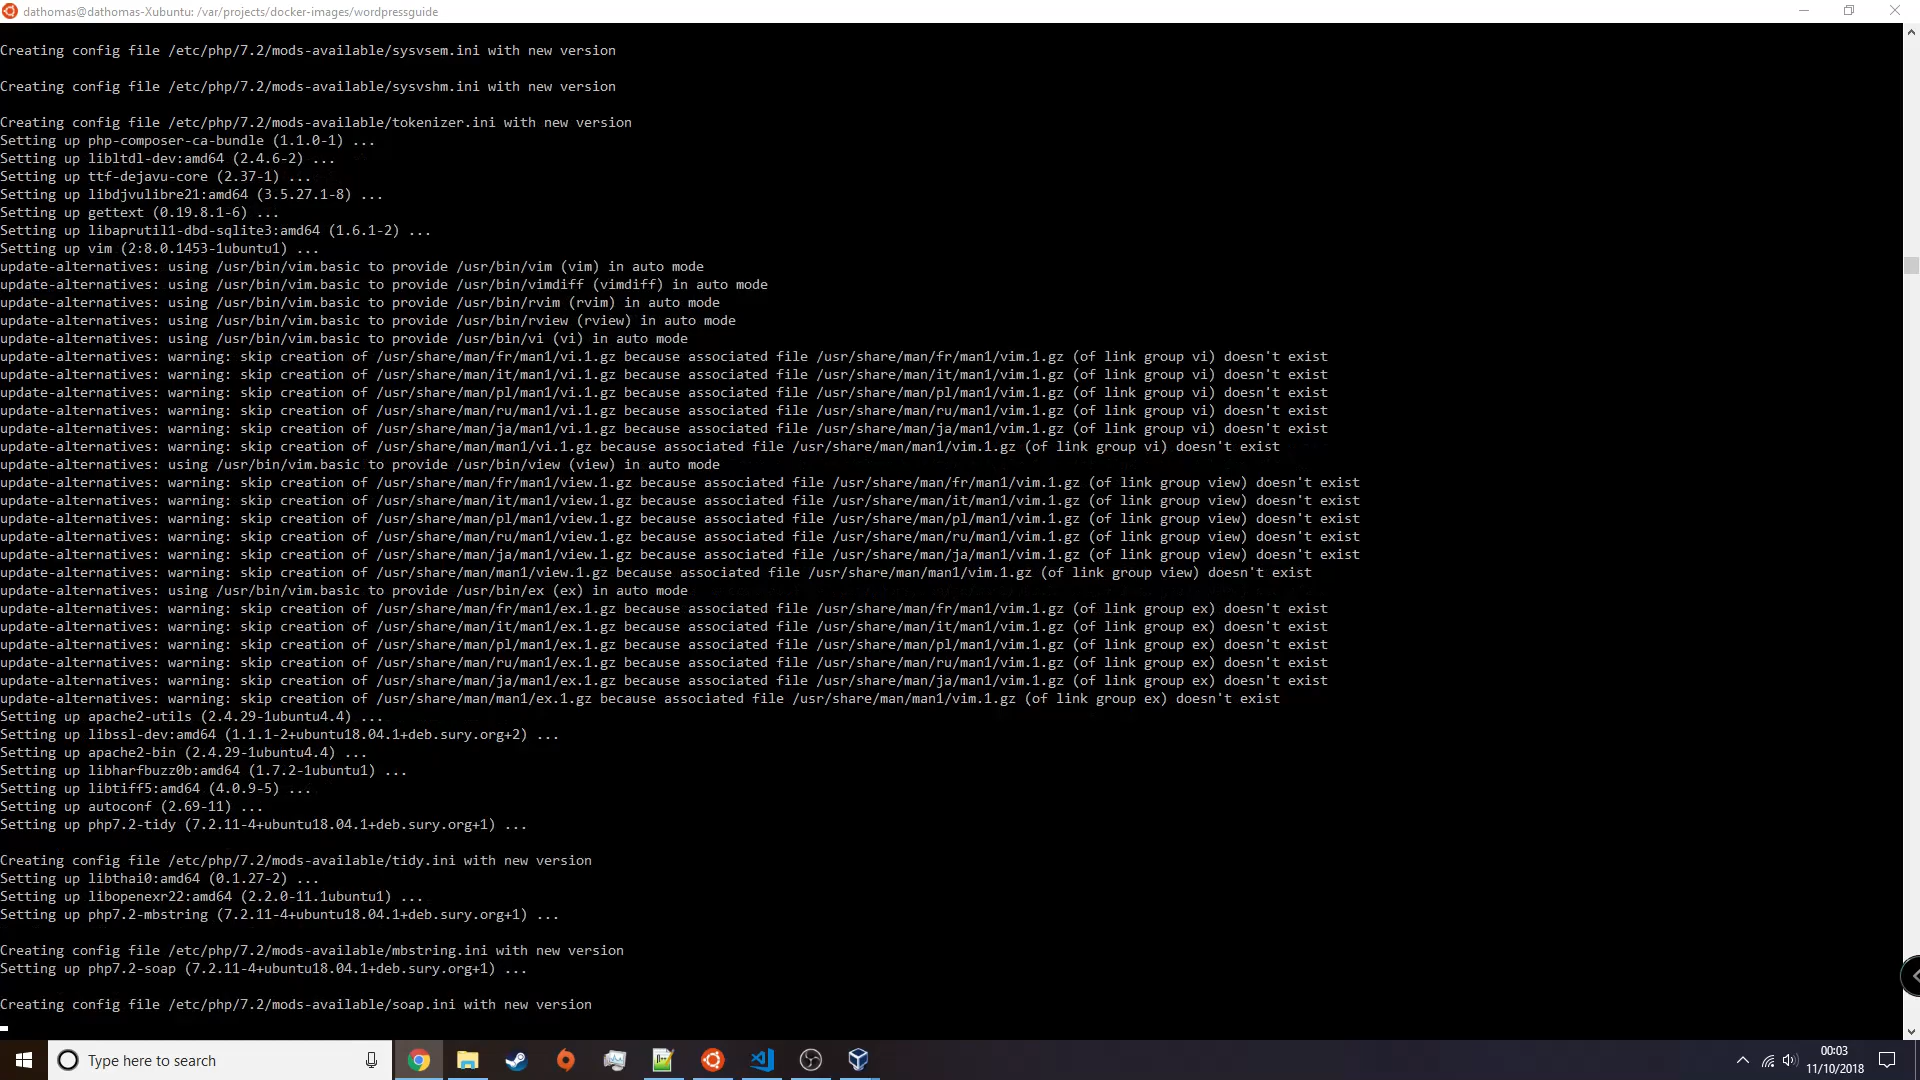 dathomas@dathomas-Xubuntu: /var/projects/docker-images/wordpressguide
Creating config file /etc/php/7.2/mods-available/sysvsem.ini with new version
Creating config file /etc/php/7.2/mods-available/sysvshm.ini with new version
Creating config file /etc/php/7.2/mods-available/tokenizer.ini with new version
Setting up php-composer-ca-bundle (1.1.0-1) ...
Setting up libltdl-dev:amd64 (2.4.6-2) ...
Setting up ttf-dejavu-core (2.37-1) ...
Setting up libdjvulibre21:amd64 (3.5.27.1-8) ...
Setting up gettext (0.19.8.1-6) ...
Setting up libaprutil1-dbd-sqlite3:amd64 (1.6.1-2) ...
Setting up vim (2:8.0.1453-1ubuntu1) ...
update-alternatives: using /usr/bin/vim.basic to provide /usr/bin/vim (vim) in auto mode
update-alternatives: using /usr/bin/vim.basic to provide /usr/bin/vimdiff (vimdiff) in auto mode
update-alternatives: using /usr/bin/vim.basic to provide /usr/bin/rvim (rvim) in auto mode
update-alternatives: using /usr/bin/vim.basic to provide /usr/bin/rview (rview) in auto mode
update-alternatives: using /usr/bin/vim.basic to provide /usr/bin/vi (vi) in auto mode
update-alternatives: warning: skip creation of /usr/share/man/fr/man1/vi.1.gz because associated file /usr/share/man/fr/man1/vim.1.gz (of link group vi) doesn't exist
update-alternatives: warning: skip creation of /usr/share/man/it/man1/vi.1.gz because associated file /usr/share/man/it/man1/vim.1.gz (of link group vi) doesn't exist
update-alternatives: warning: skip creation of /usr/share/man/pl/man1/vi.1.gz because associated file /usr/share/man/pl/man1/vim.1.gz (of link group vi) doesn't exist
update-alternatives: warning: skip creation of /usr/share/man/ru/man1/vi.1.gz because associated file /usr/share/man/ru/man1/vim.1.gz (of link group vi) doesn't exist
update-alternatives: warning: skip creation of /usr/share/man/ja/man1/vi.1.gz because associated file /usr/share/man/ja/man1/vim.1.gz (of link group vi) doesn't exist
update-alternatives: warning: skip creation of /usr/share/man/man1/vi.1.gz because associated file /usr/share/man/man1/vim.1.gz (of link group vi) doesn't exist
update-alternatives: using /usr/bin/vim.basic to provide /usr/bin/view (view) in auto mode
update-alternatives: warning: skip creation of /usr/share/man/fr/man1/view.1.gz because associated file /usr/share/man/fr/man1/vim.1.gz (of link group view) doesn't exist
update-alternatives: warning: skip creation of /usr/share/man/it/man1/view.1.gz because associated file /usr/share/man/it/man1/vim.1.gz (of link group view) doesn't exist
update-alternatives: warning: skip creation of /usr/share/man/pl/man1/view.1.gz because associated file /usr/share/man/pl/man1/vim.1.gz (of link group view) doesn't exist
update-alternatives: warning: skip creation of /usr/share/man/ru/man1/view.1.gz because associated file /usr/share/man/ru/man1/vim.1.gz (of link group view) doesn't exist
update-alternatives: warning: skip creation of /usr/share/man/ja/man1/view.1.gz because associated file /usr/share/man/ja/man1/vim.1.gz (of link group view) doesn't exist
update-alternatives: warning: skip creation of /usr/share/man/man1/view.1.gz because associated file /usr/share/man/man1/vim.1.gz (of link group view) doesn't exist
update-alternatives: using /usr/bin/vim.basic to provide /usr/bin/ex (ex) in auto mode
update-alternatives: warning: skip creation of /usr/share/man/fr/man1/ex.1.gz because associated file /usr/share/man/fr/man1/vim.1.gz (of link group ex) doesn't exist
update-alternatives: warning: skip creation of /usr/share/man/it/man1/ex.1.gz because associated file /usr/share/man/it/man1/vim.1.gz (of link group ex) doesn't exist
update-alternatives: warning: skip creation of /usr/share/man/pl/man1/ex.1.gz because associated file /usr/share/man/pl/man1/vim.1.gz (of link group ex) doesn't exist
update-alternatives: warning: skip creation of /usr/share/man/ru/man1/ex.1.gz because associated file /usr/share/man/ru/man1/vim.1.gz (of link group ex) doesn't exist
update-alternatives: warning: skip creation of /usr/share/man/ja/man1/ex.1.gz because associated file /usr/share/man/ja/man1/vim.1.gz (of link group ex) doesn't exist
update-alternatives: warning: skip creation of /usr/share/man/man1/ex.1.gz because associated file /usr/share/man/man1/vim.1.gz (of link group ex) doesn't exist
Setting up apache2-utils (2.4.29-1ubuntu4.4) ...
Setting up libssl-dev:amd64 (1.1.1-2+ubuntu18.04.1+deb.sury.org+2) ...
Setting up apache2-bin (2.4.29-1ubuntu4.4) ...
Setting up libharfbuzz0b:amd64 (1.7.2-1ubuntu1) ...
Setting up libtiff5:amd64 (4.0.9-5) ...
Setting up autoconf (2.69-11) ...
Setting up php7.2-tidy (7.2.11-4+ubuntu18.04.1+deb.sury.org+1) ...
Creating config file /etc/php/7.2/mods-available/tidy.ini with new version
Setting up libthai0:amd64 (0.1.27-2) ...
Setting up libopenexr22:amd64 (2.2.0-11.1ubuntu1) ...
Setting up php7.2-mbstring (7.2.11-4+ubuntu18.04.1+deb.sury.org+1) ...
Creating config file /etc/php/7.2/mods-available/mbstring.ini with new version
Setting up php7.2-soap (7.2.11-4+ubuntu18.04.1+deb.sury.org+1) ...
Creating config file /etc/php/7.2/mods-available/soap.ini with new version
Type here to search
00:03
11/10/2018